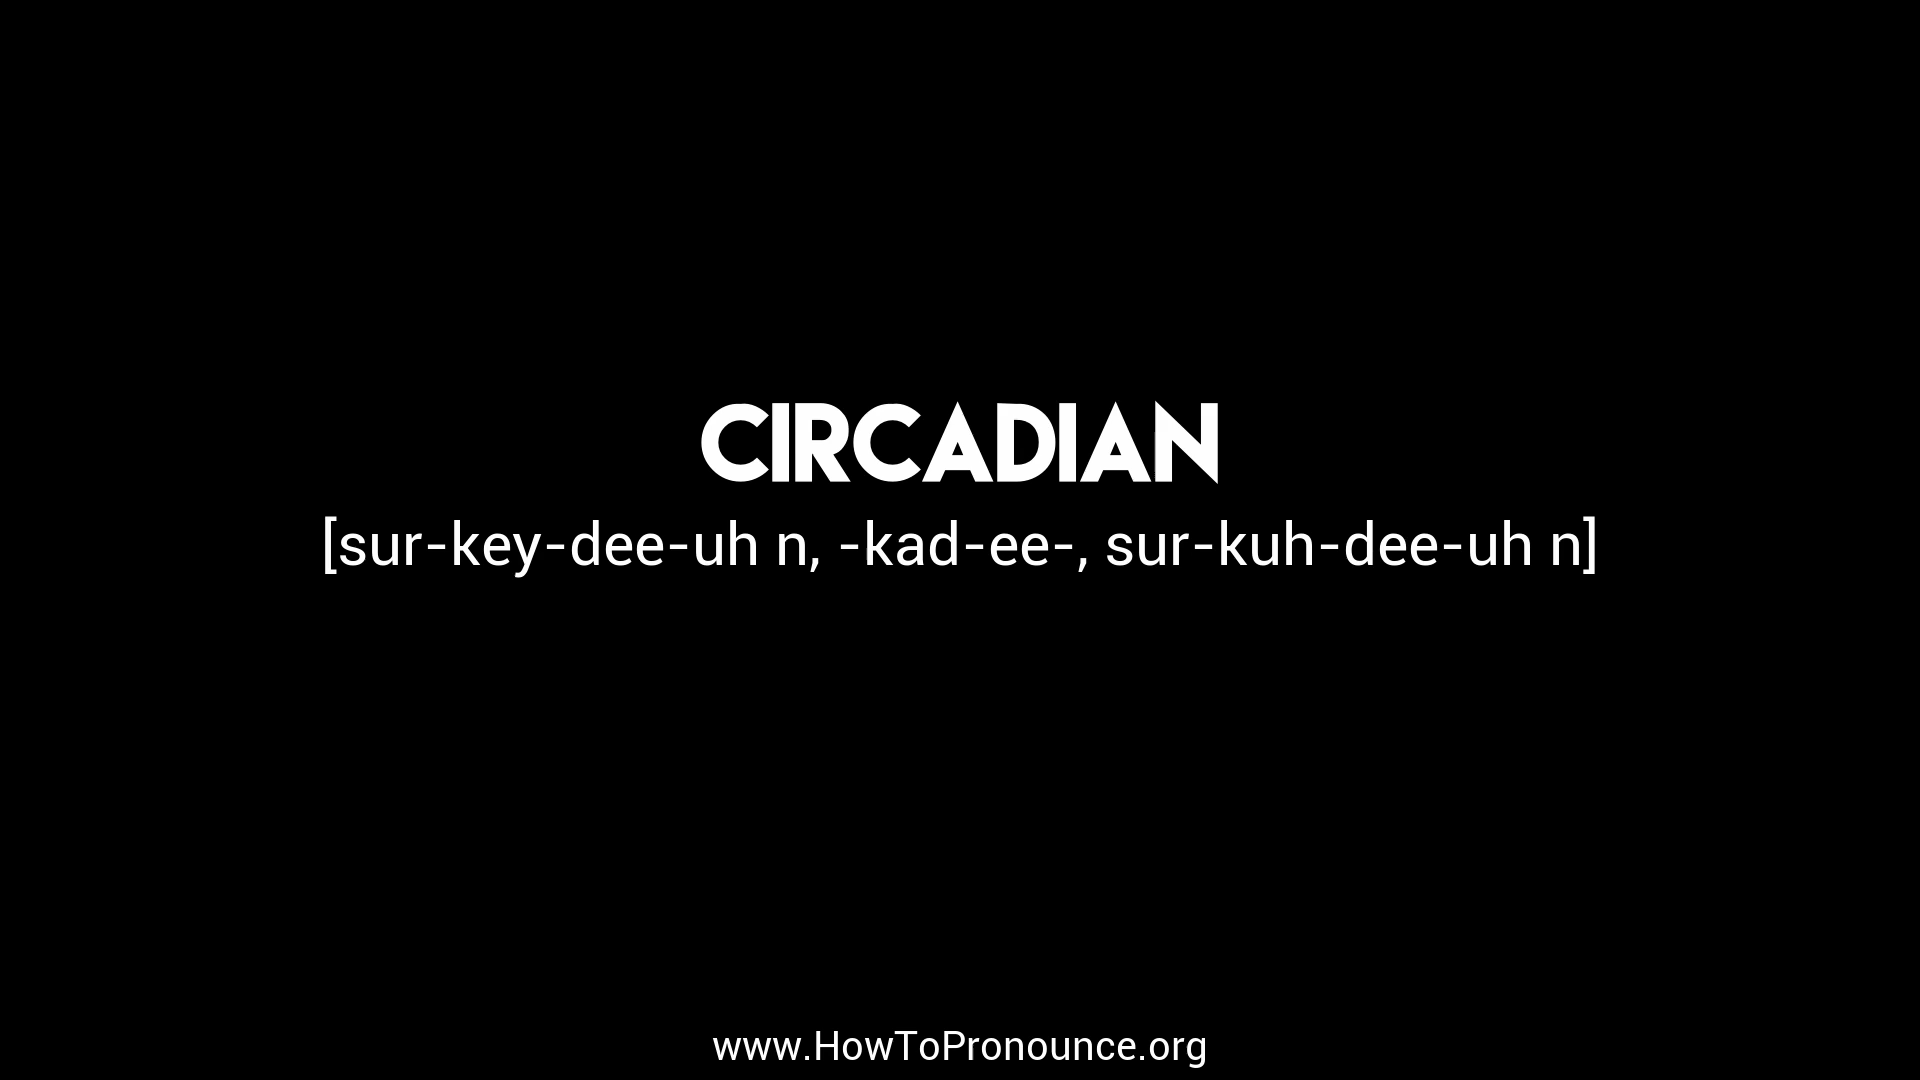 CIRCADIAN
[sur-key-dee-uh n, -kad-ee-, sur-kuh-dee-uh n]
www.HowToPronounce.org